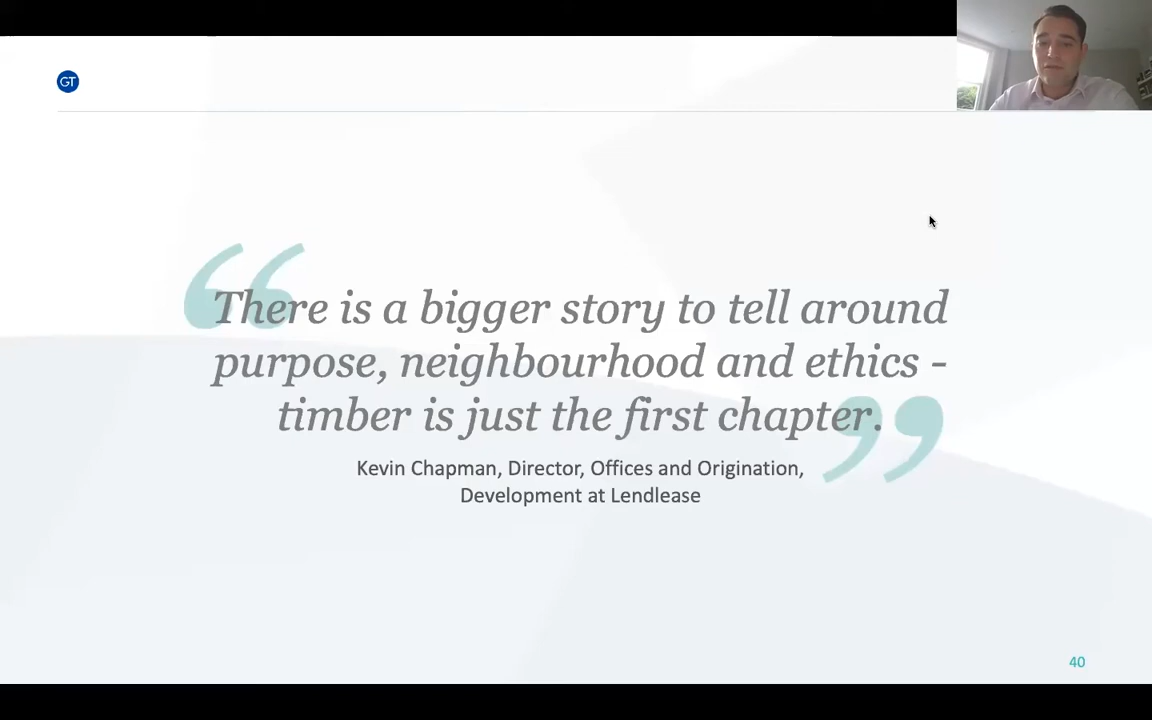 GT
There is a bigger story to tell around
purpose, neighbourhood and ethics -
timber is just the first chapter.
Kevin Chapman, Director, Offices and Origination,
Development at Lendlease
40